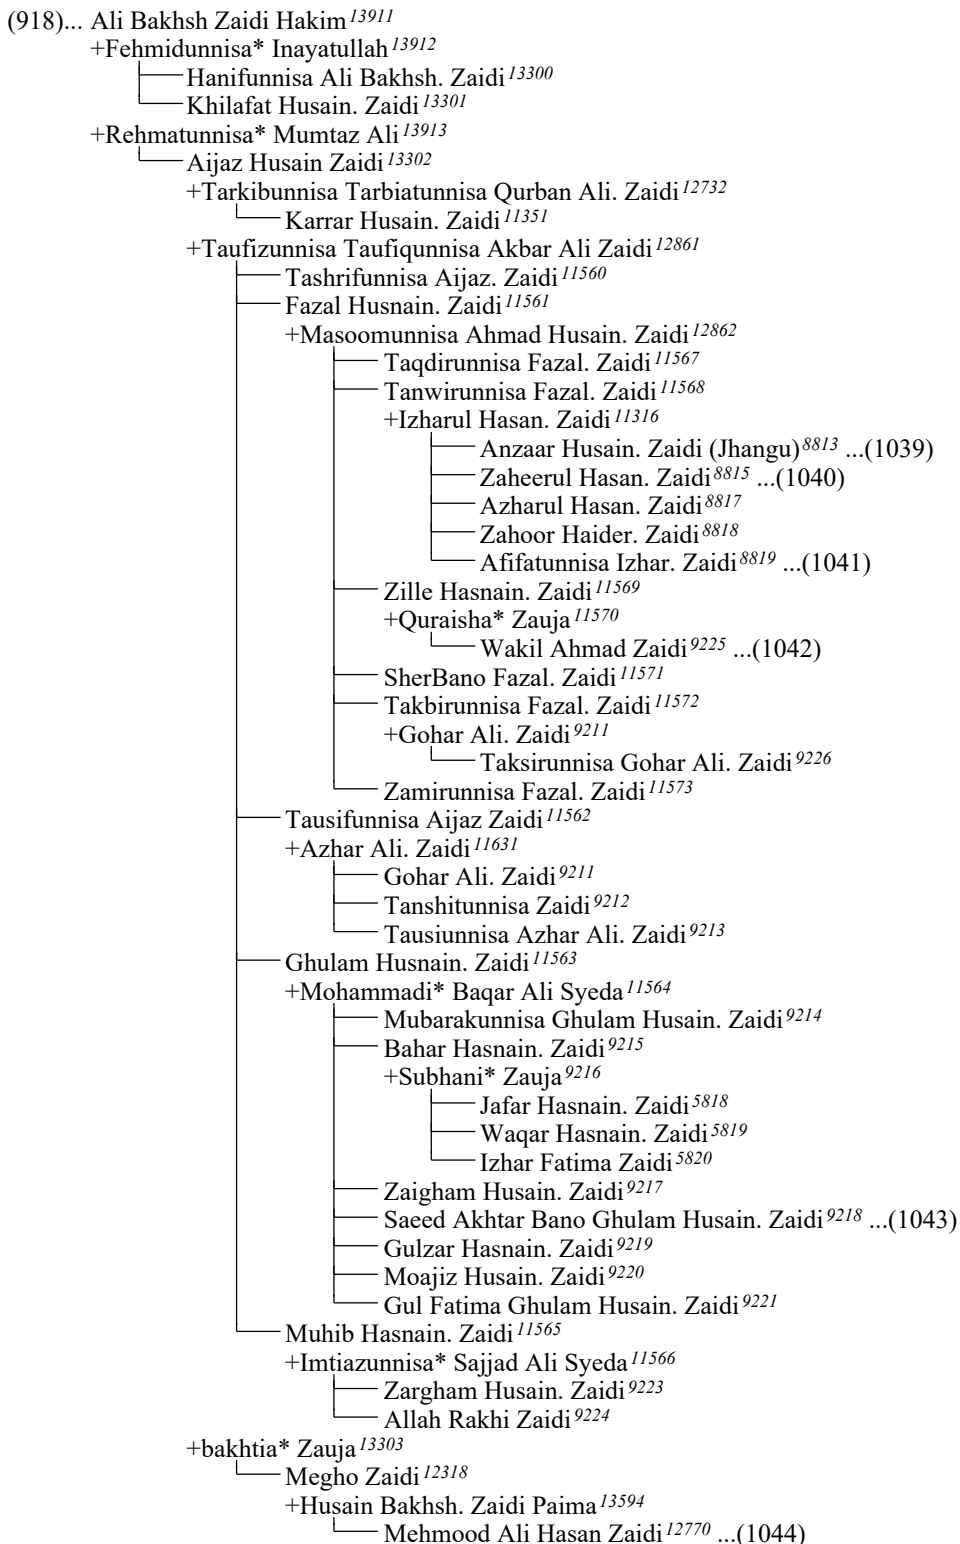 (918)... Ali Bakhsh Zaidi Hakim 13911
+Fehmidunnisa* Inayatullah 13912
Hanifunnisa Ali Bakhsh. Zaidi 13300
Khilafat Husain. Zaidi 13301
+Rehmatunnisa* Mumtaz Ali 13913
Aijaz Husain Zaidi 13302
+Tarkibunnisa Tarbiatunnisa Qurban Ali. Zaidi 12732
Karrar Husain. Zaidi 11351
+Taufizunnisa Taufiqunnisa Akbar Ali Zaidi 12861
Tashrifunnisa Aijaz. Zaidi 11560
Fazal Husnain. Zaidi 11561
+Masoomunnisa Ahmad Husain. Zaidi 12862
Taqdirunnisa Fazal. Zaidi 11567
Tanwirunnisa Fazal. Zaidi 11568
+Izharul Hasan. Zaidi 11316
Anzaar Husain. Zaidi (Jhangu) 8813 ...(1039)
Zaheerul Hasan. Zaidi 8815 ...(1040)
Azharul Hasan. Zaidi 8817
Zahoor Haider. Zaidi 8818
Afifatunnisa Izhar. Zaidi 8819 ...(1041)
Zille Hasnain. Zaidi 11569
+Quraisha* Zauja 11570
Wakil Ahmad Zaidi 9225 ...(1042)
SherBano Fazal. Zaidi 11571
Takbirunnisa Fazal. Zaidi 11572
+Gohar Ali. Zaidi 9211
Taksirunnisa Gohar Ali. Zaidi 9226
Zamirunnisa Fazal. Zaidi 11573
Tausifunnisa Aijaz Zaidi 11562
+Azhar Ali. Zaidi 11631
Gohar Ali. Zaidi 9211
Tanshitunnisa Zaidi 9212
Tausiunnisa Azhar Ali. Zaidi 9213
Ghulam Husnain. Zaidi 11563
+Mohammadi* Baqar Ali Syeda 11564
Mubarakunnisa Ghulam Husain. Zaidi 9214
Bahar Hasnain. Zaidi 9215
+Subhani* Zauja 9216
Jafar Hasnain. Zaidi 5818
Waqar Hasnain. Zaidi 5819
Izhar Fatima Zaidi 5820
Zaigham Husain. Zaidi 9217
Saeed Akhtar Bano Ghulam Husain. Zaidi 9218 ...(1043)
Gulzar Hasnain. Zaidi 9219
Moajiz Husain. Zaidi 9220
Gul Fatima Ghulam Husain. Zaidi 9221
Muhib Hasnain. Zaidi 11565
+Imtiazunnisa* Sajjad Ali Syeda 11566
Zargham Husain. Zaidi 9223
Allah Rakhi Zaidi 9224
+bakhtia* Zauja 13303
Megho Zaidi 12318
+Husain Bakhsh. Zaidi Paima 13594
Mehmood Ali Hasan Zaidi 12770 ...(1044)